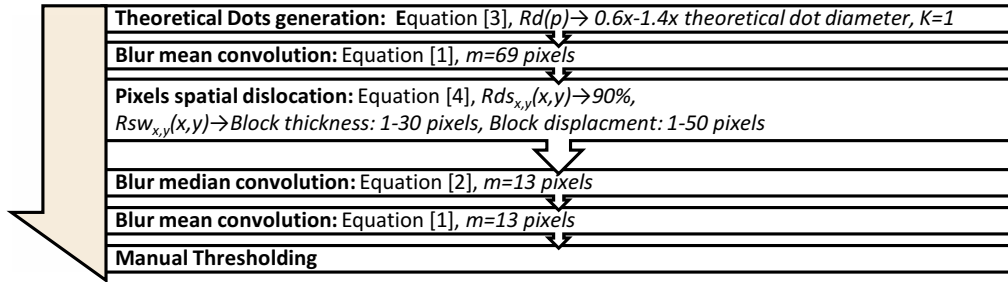 Theoretical Dots generation: Equation [3], Rd(p)→ 0.6x-1.4x theoretical dot diameter, K=1
Blur mean convolution: Equation [1], m=69 pixels
Pixels spatial dislocation: Equation [4], Rds_{x,y}(x,y)→90%,
Rsw_{x,y}(x,y)→Block thickness: 1-30 pixels, Block displacment: 1-50 pixels
Blur median convolution: Equation [2], m=13 pixels
Blur mean convolution: Equation [1], m=13 pixels
Manual Thresholding